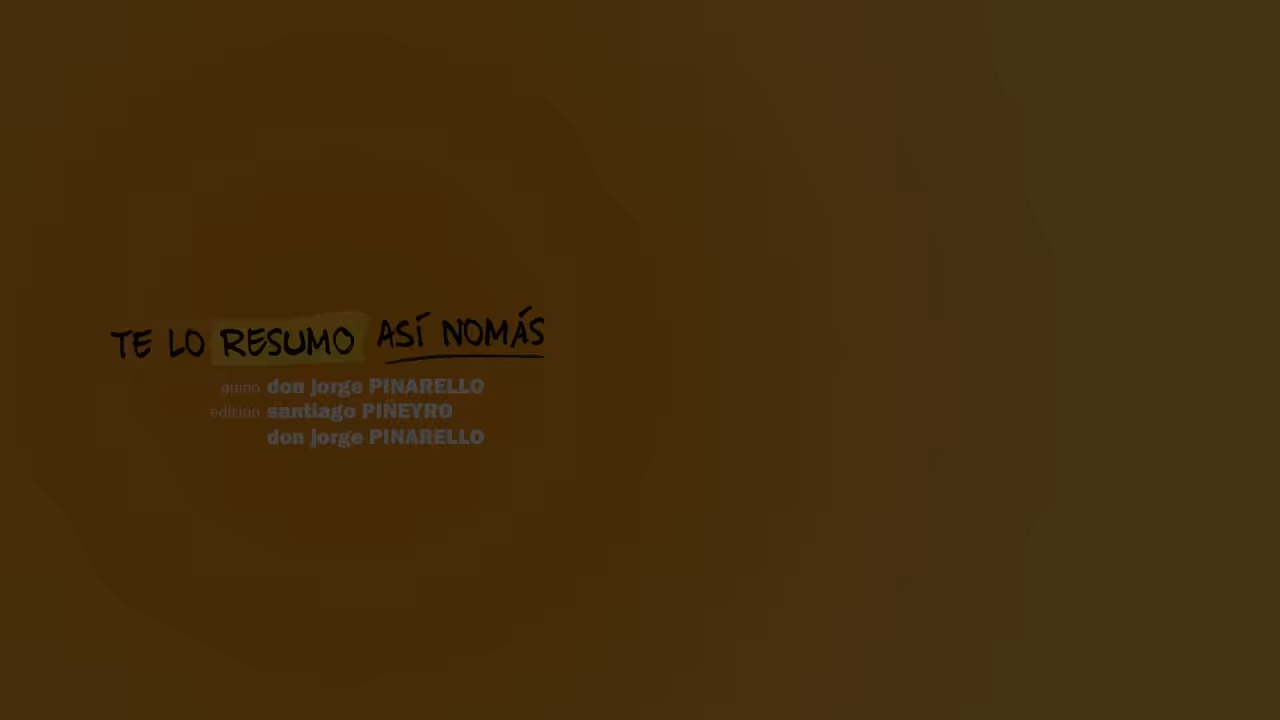 TE LO RESUMO ASÍ NOMÁS
guion don jorge PINARELLO
edición santiago PIÑEYRO
don jorge PINARELLO